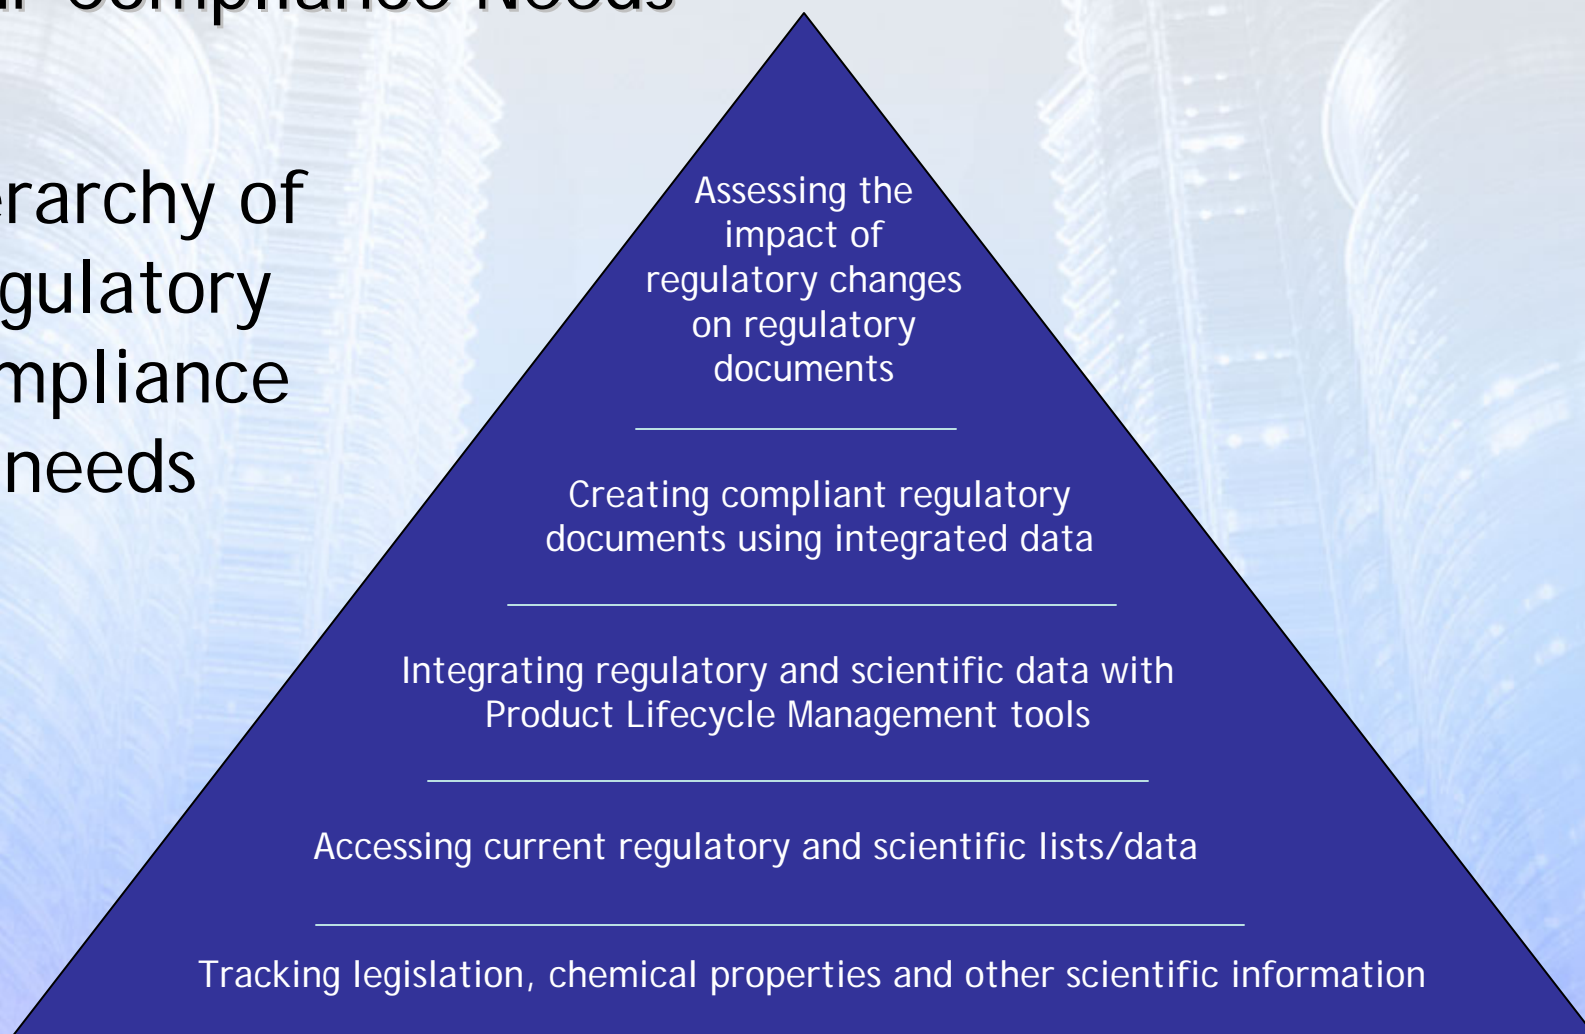 Compliance Needs
erarchy of
gulatory
mpliance
needs
Assessing the
impact of
regulatory changes
on regulatory
documents
Creating compliant regulatory
documents using integrated data
Integrating regulatory and scientific data with
Product Lifecycle Management tools
Accessing current regulatory and scientific lists/data
Tracking legislation, chemical properties and other scientific information